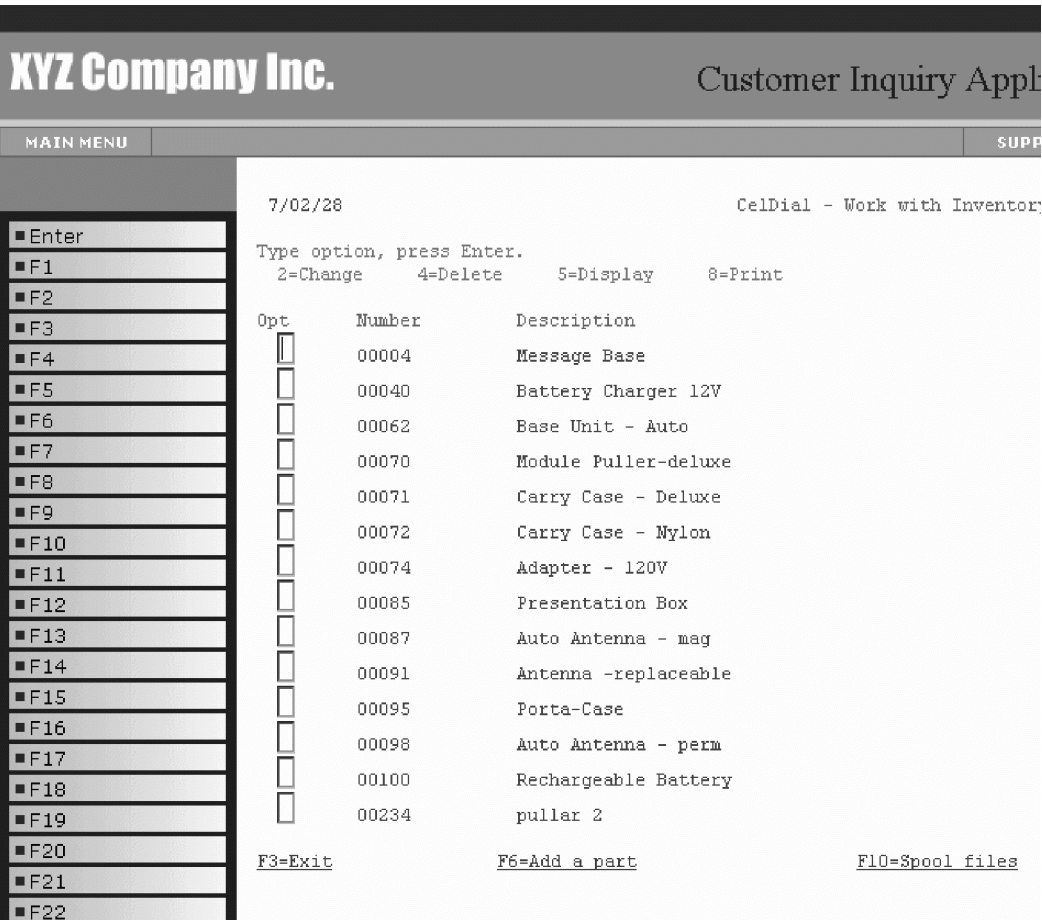 XYZ Company Inc.
Customer Inquiry
MAIN MENU
7/02/28 CelDial - Work with Inventory
Enter
F1
F2
F3
F4
F5
F6
F7
F8
F9
F10
F11
F12
F13
F14
F15
F16
F17
F18
F19
F20
F21
F22
Type option, press Enter.
2=Change 4=Delete 5=Display 8=Print
Opt Number Description
00004 Message Base
00040 Battery Charger 12V
00062 Base Unit - Auto
00070 Module Puller-deluxe
00071 Carry Case - Deluxe
00072 Carry Case - Nylon
00074 Adapter - 120V
00085 Presentation Box
00087 Auto Antenna - mag
00091 Antenna -replaceable
00095 Porta-Case
00098 Auto Antenna - perm
00100 Rechargeable Battery
00234 pullar 2
F3=Exit F6=Add a part F10=Spool files